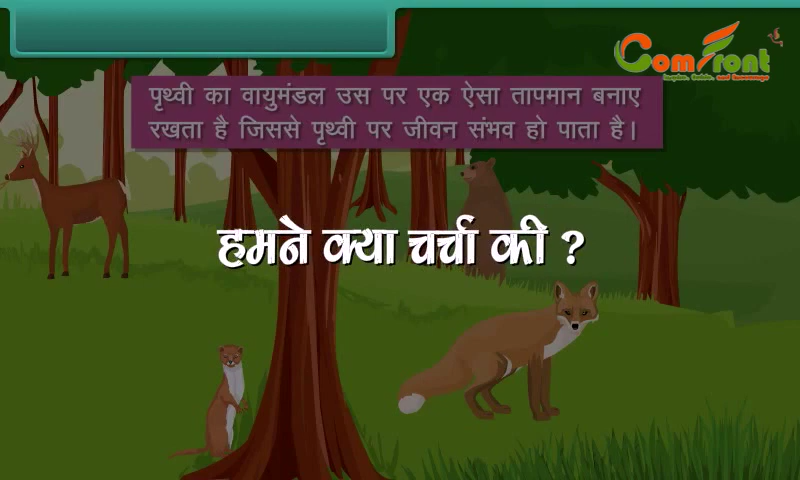 ComFront
पृथ्वी का वायुमंडल उस पर एक ऐसा तापमान बनाए
रखता है जिससे पृथ्वी पर जीवन संभव हो पाता है।
हमने क्या चर्चा की ?